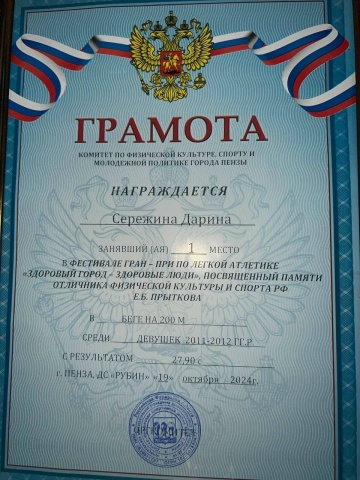 ГРАМОТА
КОМИТЕТ ПО ФИЗИЧЕСКОЙ КУЛЬТУРЕ, СПОРТУ И
МОЛОДЕЖНОЙ ПОЛИТИКЕ ГОРОДА ПЕНЗЫ
НАГРАЖДАЕТСЯ
Сережина Дарина
ЗАНЯВШИЙ (АЯ) 1 МЕСТО
В ФЕСТИВАЛЕ ГРАН – ПРИ ПО ЛЕГКОЙ АТЛЕТИКЕ
«ЗДОРОВЫЙ ГОРОД – ЗДОРОВЫЕ ЛЮДИ», ПОСВЯЩЕННЫЙ ПАМЯТИ
ОТЛИЧНИКА ФИЗИЧЕСКОЙ КУЛЬТУРЫ И СПОРТА РФ
Е.Б. ПРЫТКОВА
В БЕГЕ НА 200 М
СРЕДИ ДЕВУШЕК 2011-2012 ГГ.Р.
С РЕЗУЛЬТАТОМ 27,90 с
г. ПЕНЗА, ДС «РУБИН» «19» октября 2024г.